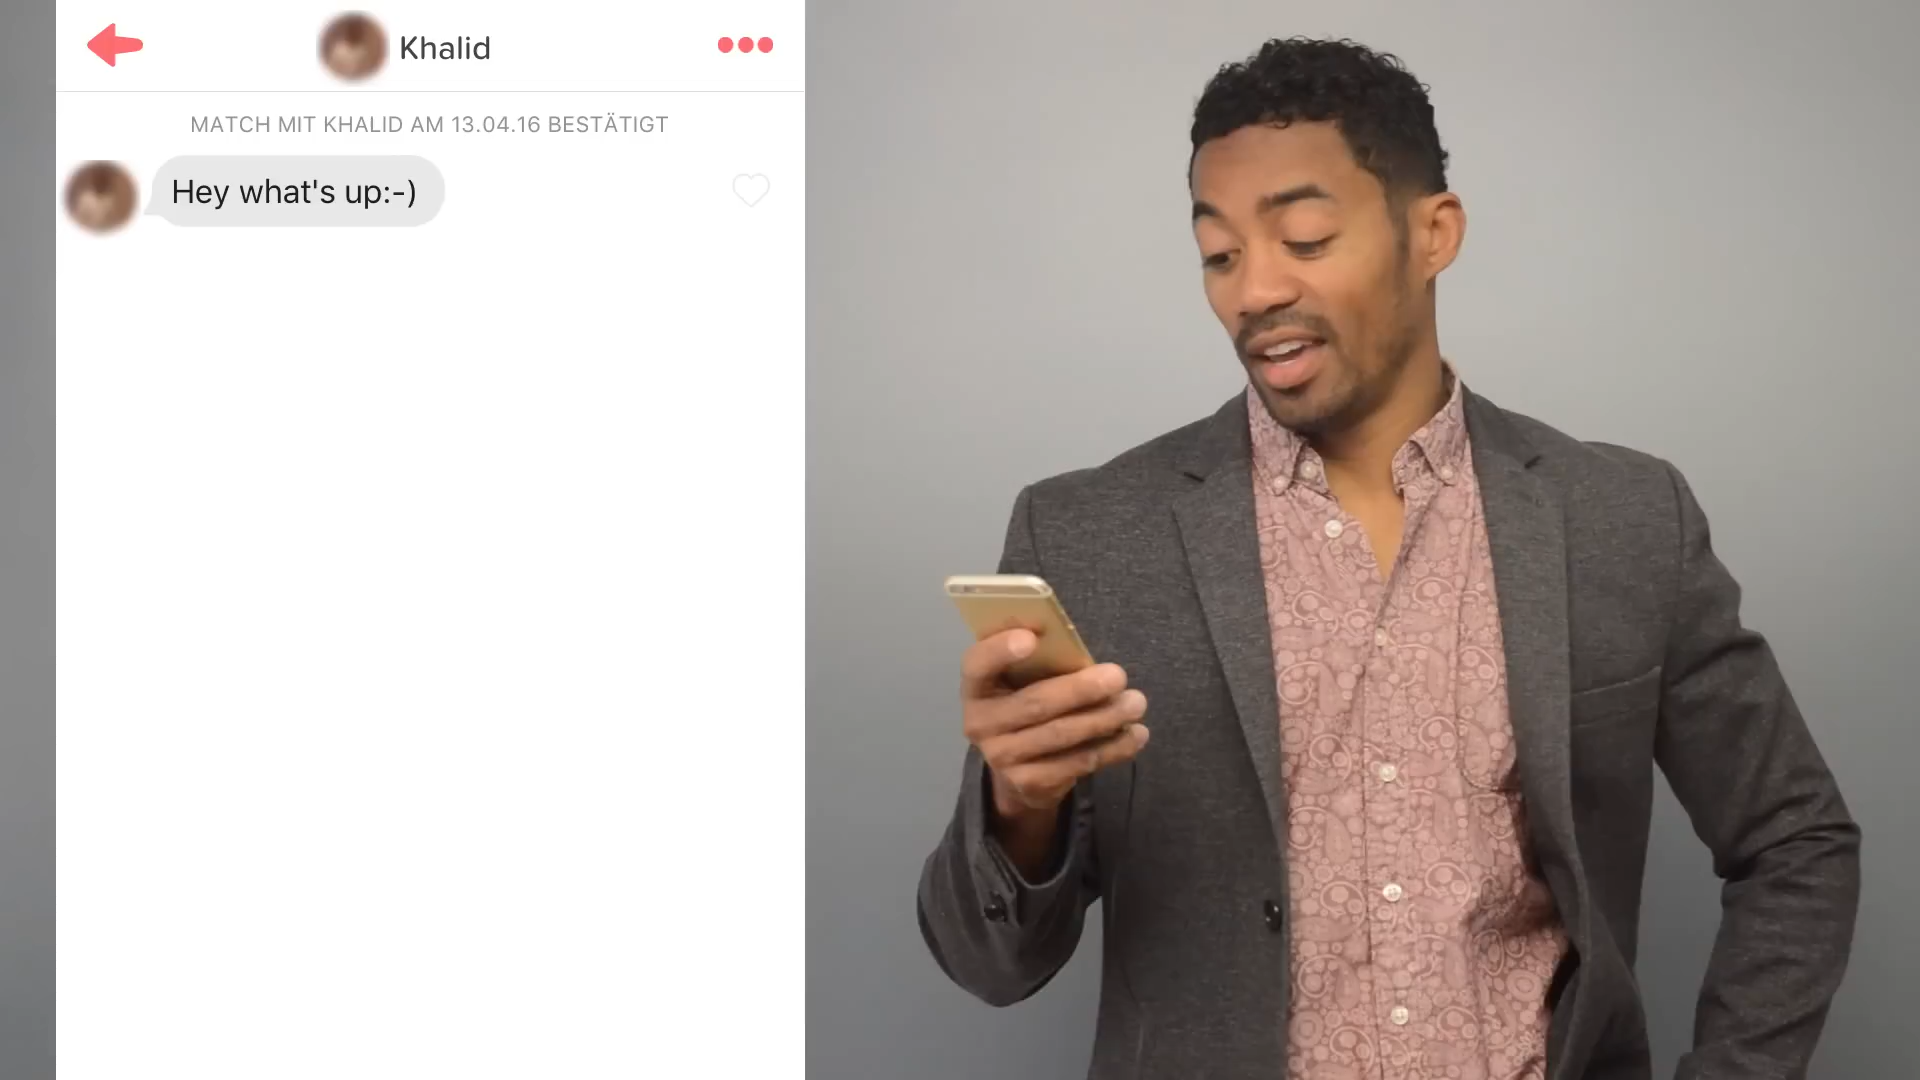 Khalid
MATCH MIT KHALID AM 13.04.16 BESTÄTIGT
Hey what's up:-)